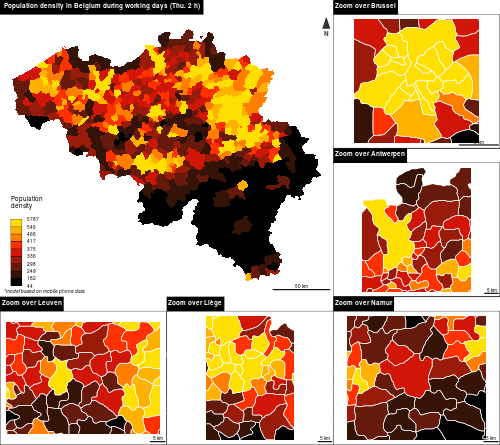 Population density in Belgium during working days (Thu. 2 h)
N
Population
density
5787
546
466
417
375
336
298
249
182
44
*model based on mobile phone data
50 km
Zoom over Brussel
Zoom over Antwerpen
5 km
Zoom over Leuven
5 km
Zoom over Liège
5 km
Zoom over Namur
5 km